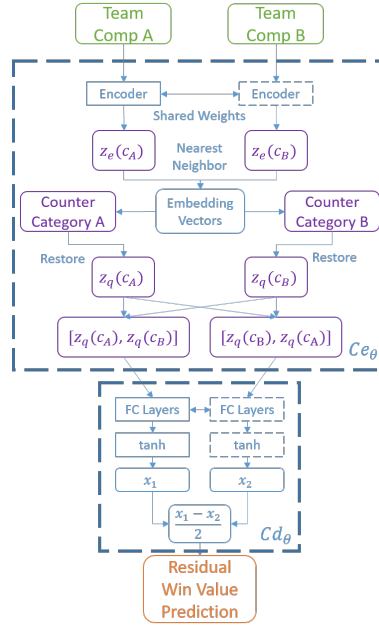 Team
Comp A
Team
Comp B
Encoder
Encoder
Shared Weights
z_e(c_A)
Nearest
Neighbor
z_e(c_B)
Counter
Category A
Embedding
Vectors
Counter
Category B
Restore
Restore
z_q(c_A)
z_q(c_B)
[z_q(c_A), z_q(c_B)]
[z_q(c_B), z_q(c_A)]
Ce_θ
FC Layers
FC Layers
tanh
tanh
x_1
x_2
x_1 − x_2
2
Cd_θ
Residual
Win Value
Prediction